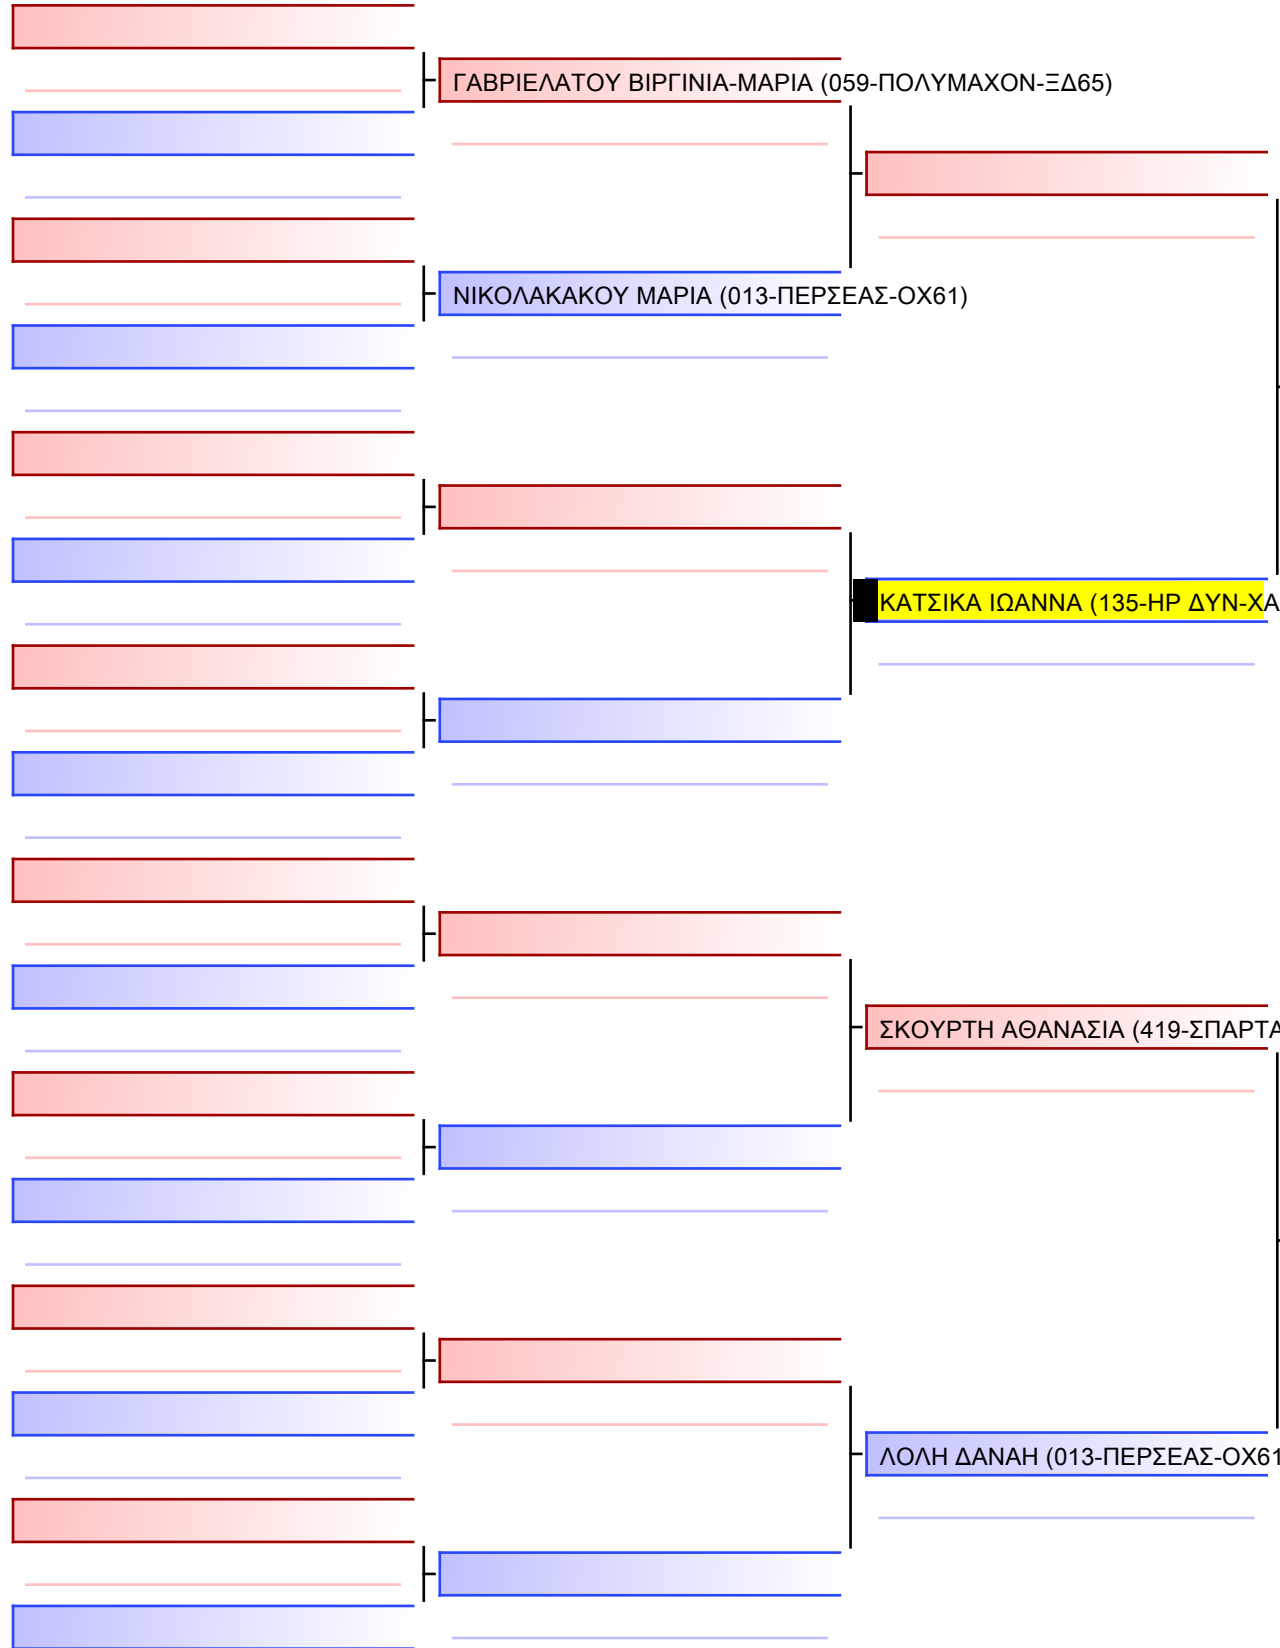 ΓΑΒΡΙΕΛΑΤΟΥ ΒΙΡΓΙΝΙΑ-ΜΑΡΙΑ (059-ΠΟΛΥΜΑΧΟΝ-ΞΔ65)
ΝΙΚΟΛΑΚΑΚΟΥ ΜΑΡΙΑ (013-ΠΕΡΣΕΑΣ-ΟΧ61)
ΚΑΤΣΙΚΑ ΙΩΑΝΝΑ (135-ΗΡ ΔΥΝ-ΧΑ
ΣΚΟΥΡΤΗ ΑΘΑΝΑΣΙΑ (419-ΣΠΑΡΤΑ
ΛΟΛΗ ΔΑΝΑΗ (013-ΠΕΡΣΕΑΣ-ΟΧ61